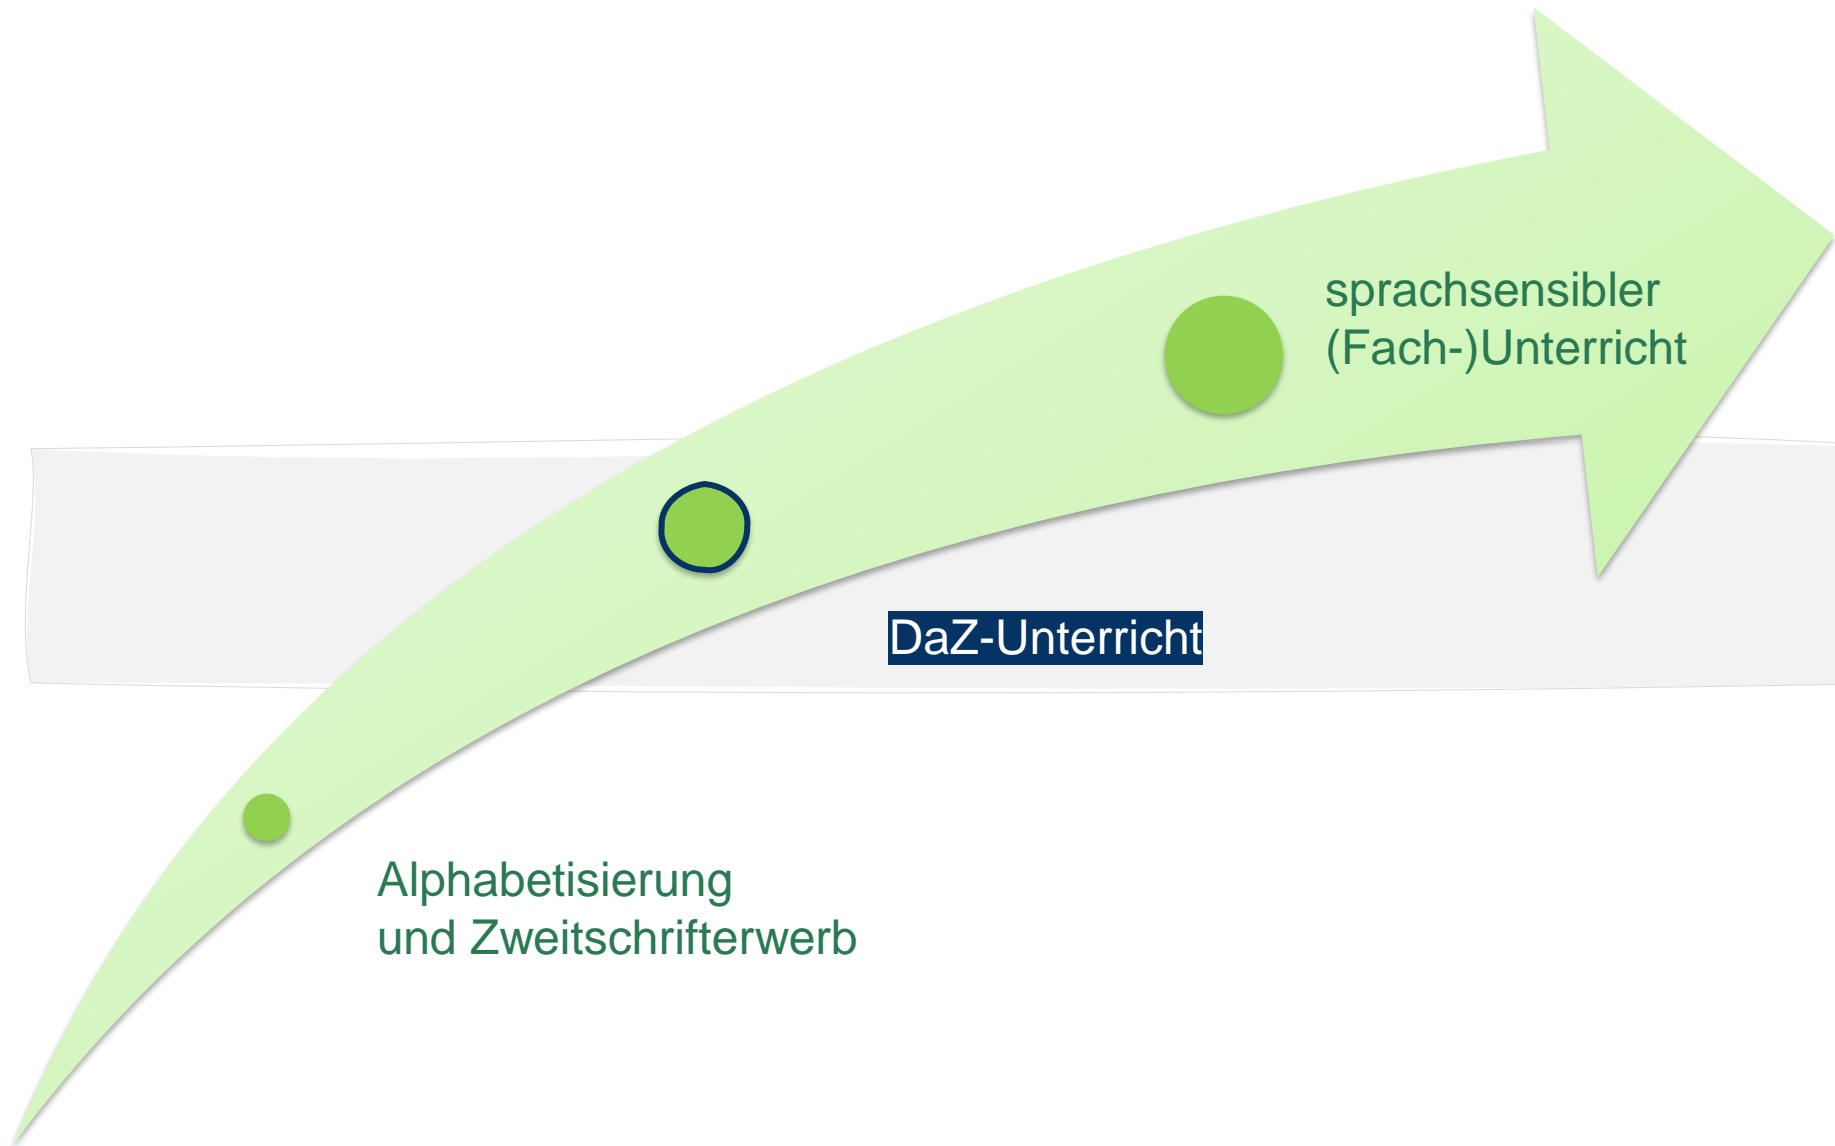 sprachsensibler
(Fach-)Unterricht
DaZ-Unterricht
Alphabetisierung
und Zweitschrifterwerb